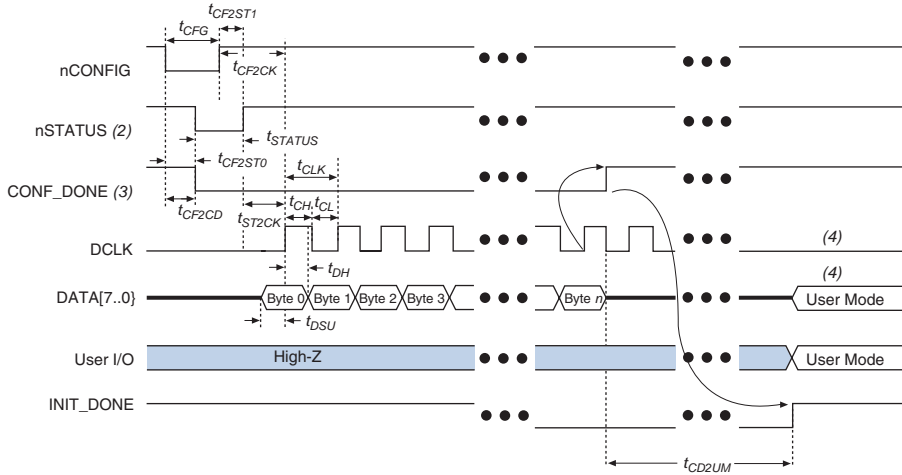 tCF2ST1
tCFG
nCONFIG
tCF2CK
nSTATUS (2)
tSTATUS
tCF2ST0
tCLK
CONF_DONE (3)
tCF2CD
tST2CK
tCH
tCL
DCLK
(4)
tDH
DATA[7..0}
Byte 0
Byte 1
Byte 2
Byte 3
Byte n
(4)
User Mode
tDSU
User I/O
High-Z
User Mode
INIT_DONE
tCD2UM